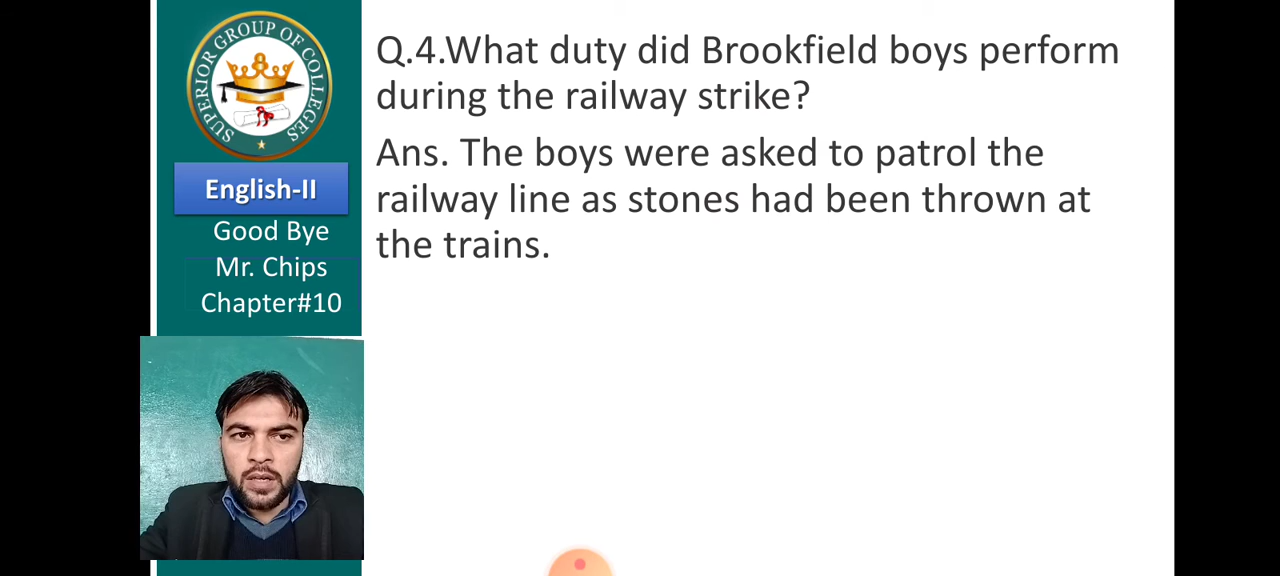 SUPERIOR GROUP OF COLLEGES
English-II
Good Bye
Mr. Chips
Chapter#10
Q.4.What duty did Brookfield boys perform
during the railway strike?
Ans. The boys were asked to patrol the
railway line as stones had been thrown at
the trains.